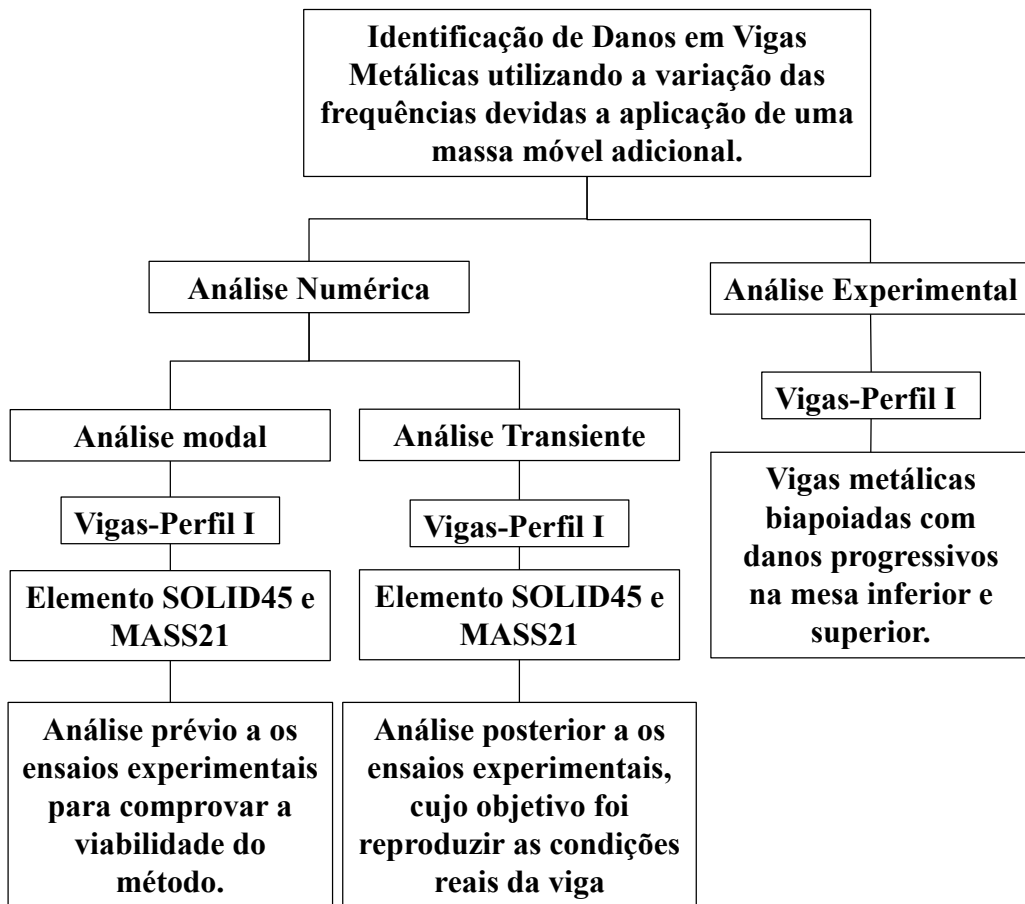 Identificação de Danos em Vigas
Metálicas utilizando a variação das
frequências devidas a aplicação de uma
massa móvel adicional.
Análise Numérica
Análise Experimental
Análise modal
Análise Transiente
Vigas-Perfil I
Vigas-Perfil I
Vigas-Perfil I
Elemento SOLID45 e
MASS21
Elemento SOLID45 e
MASS21
Vigas metálicas
biapoiadas com
danos progressivos
na mesa inferior e
superior.
Análise prévio a os
ensaios experimentais
para comprovar a
viabilidade do
método.
Análise posterior a os
ensaios experimentais,
cujo objetivo foi
reproduzir as condições
reais da viga